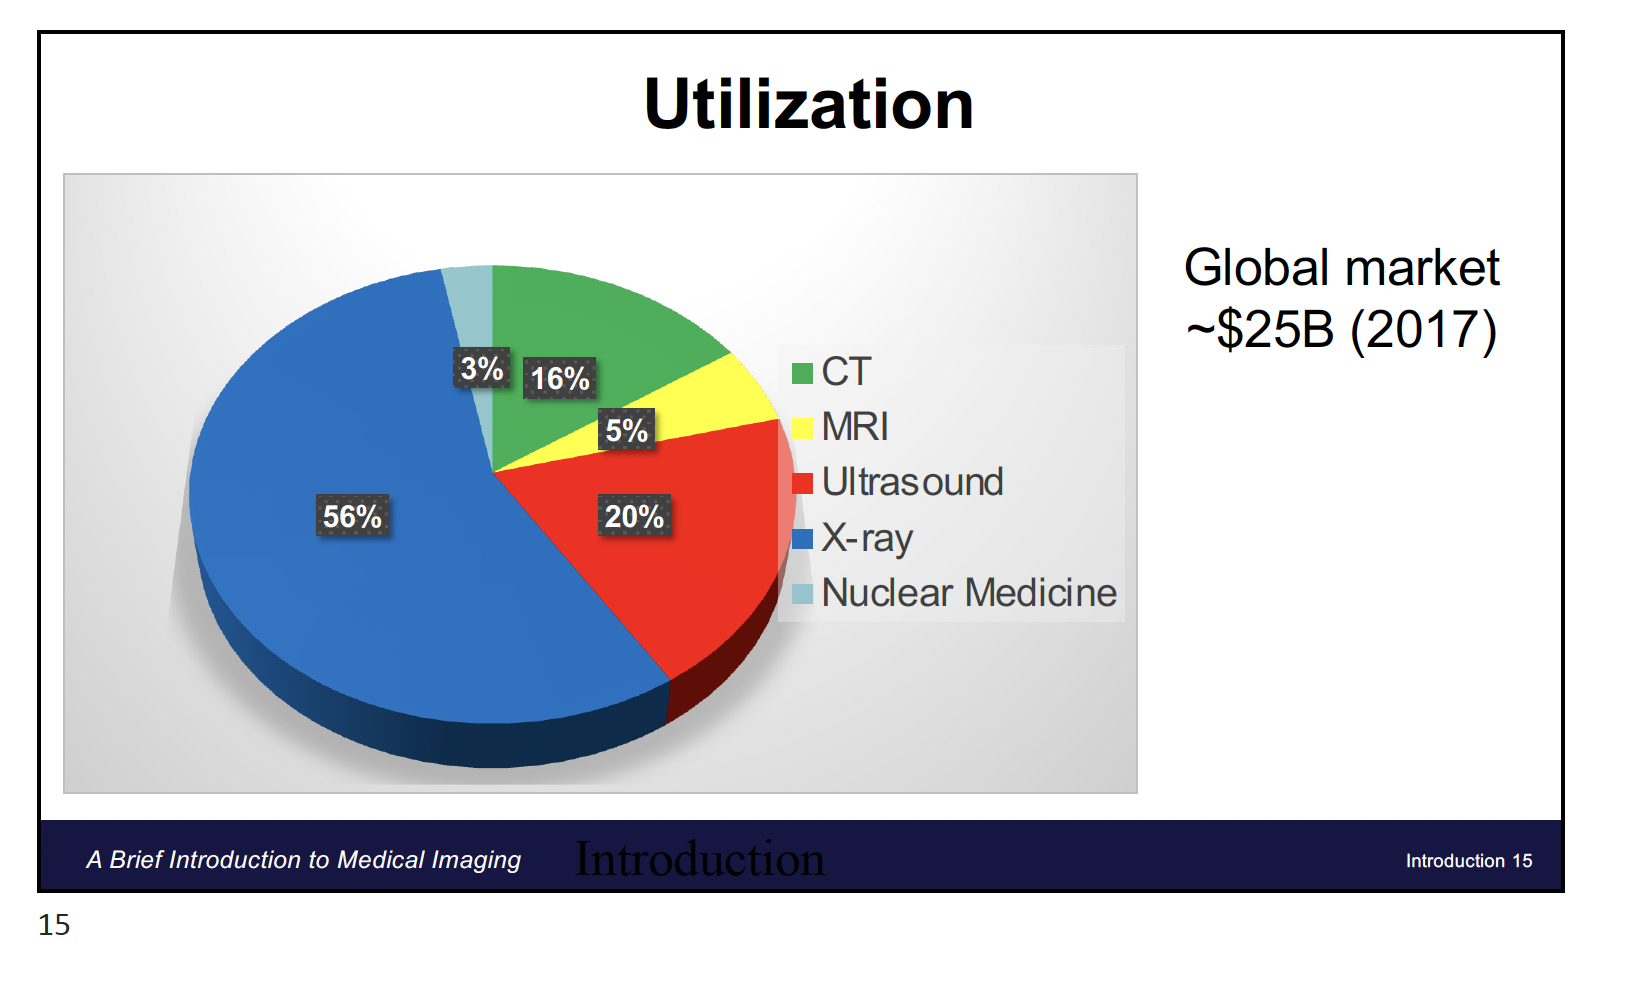 Utilization
Global market
~$25B (2017)
3%
16%
5%
56%
20%
CT
MRI
Ultrasound
X-ray
Nuclear Medicine
A Brief Introduction to Medical Imaging
Introduction
Introduction 15
15